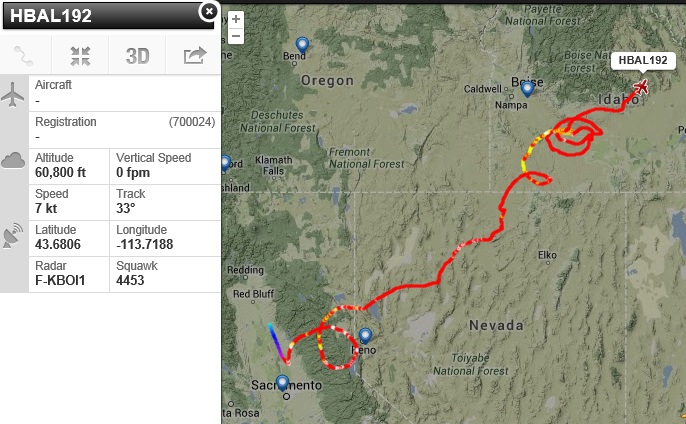 HBAL192
3D
Aircraft
-
Registration (700024)
-
Altitude Vertical Speed
60,800 ft 0 fpm
Speed Track
7 kt 33°
Latitude Longitude
43.6806 -113.7188
Radar Squawk
F-KBOI1 4453
+
−
Payette
National Forest
Bend
Oregon
Boise Nation
Forest
HBAL192
Caldwell Boise
Nampa
Idaho
Deschutes
National Forest
Fremont
National Forest
ord
Klamath
Falls
shland
Redding
Elko
Red Bluff
Nevada
Reno
Toiyabe
National Forest
Sacramento
ta Rosa